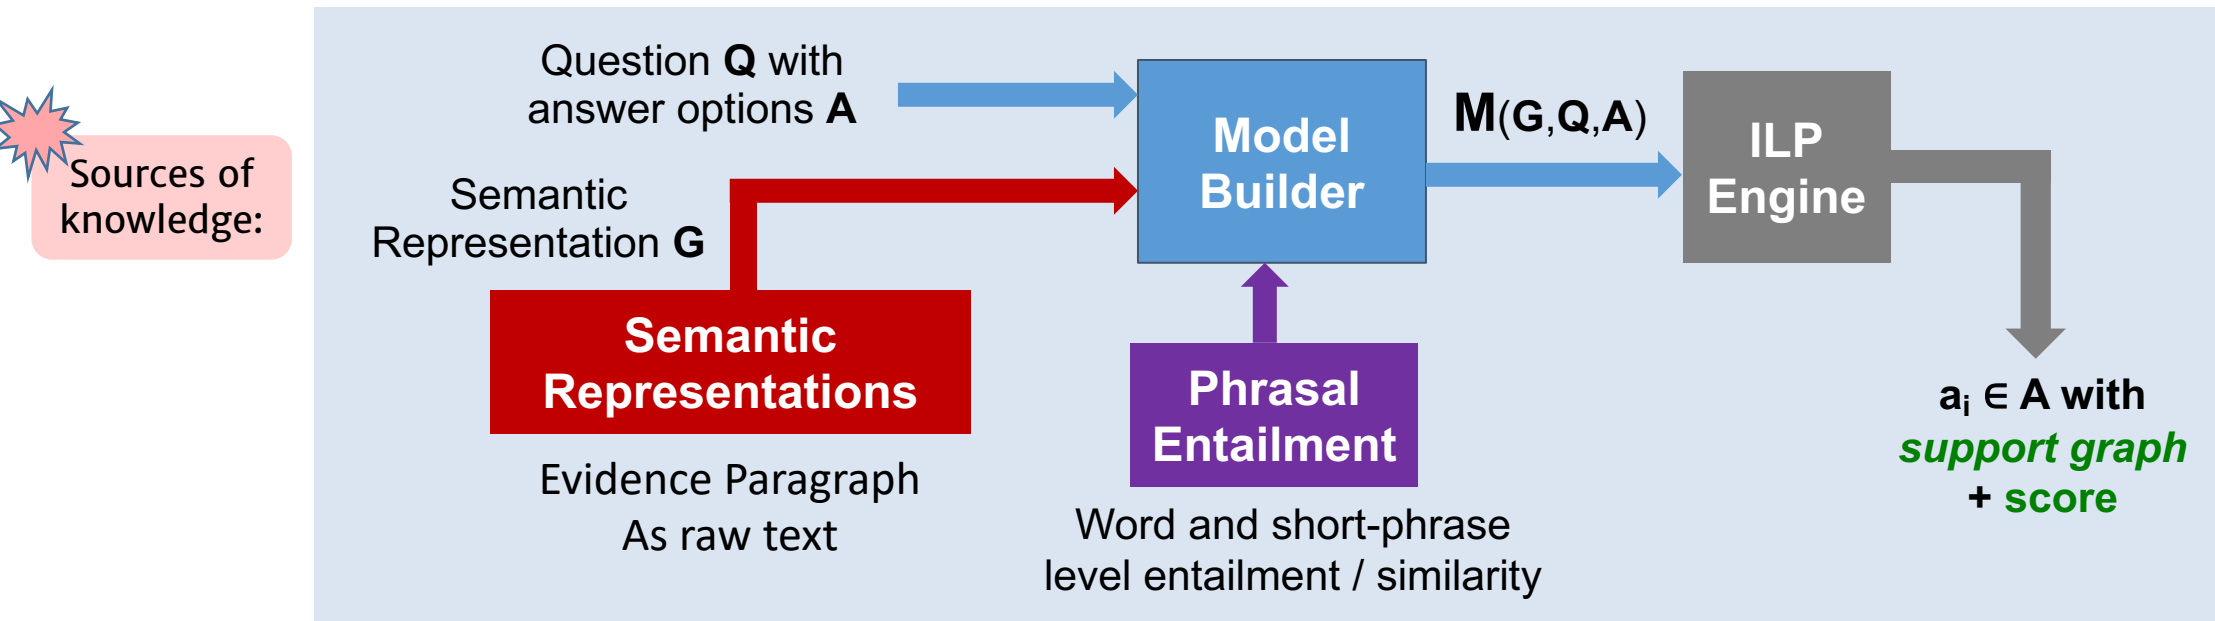 Sources of
knowledge:
Question Q with
answer options A
Semantic
Representation G
Semantic
Representations
Evidence Paragraph
As raw text
Model
Builder
Phrasal
Entailment
Word and short-phrase
level entailment / similarity
M(G,Q,A)
ILP
Engine
aᵢ ∈ A with
support graph
+ score